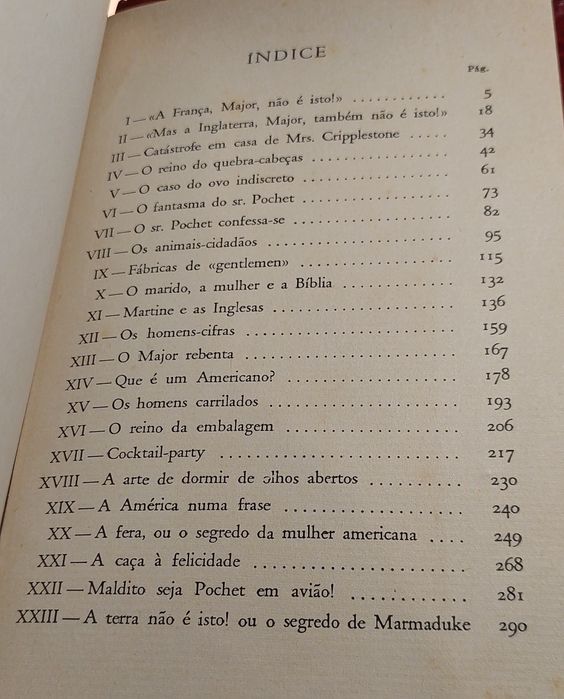 INDICE
Pág.
I — «A França, Major, não é isto!» ............ 5
II — «Mas a Inglaterra, Major, também não é isto!» 18
III — Catástrofe em casa de Mrs. Cripplestone ..... 34
IV — O reino do quebra-cabeças ................ 42
V — O caso do ovo indiscreto .................. 61
VI — O fantasma do sr. Pochet .................. 73
VII — O sr. Pochet confessa-se .................. 82
VIII — Os animais-cidadãos ...................... 95
IX — Fábricas de «gentlemen» .................. 115
X — O marido, a mulher e a Bíblia ............. 132
XI — Martine e as Inglesas ..................... 136
XII — Os homens-cifras ......................... 159
XIII — O Major rebenta ......................... 167
XIV — Que é um Americano? .................... 178
XV — Os homens carrilados ..................... 193
XVI — O reino da embalagem ................... 206
XVII — Cocktail-party .......................... 217
XVIII — A arte de dormir de olhos abertos .......... 230
XIX — A América numa frase .................... 240
XX — A fera, ou o segredo da mulher americana .... 249
XXI — A caça à felicidade ...................... 268
XXII — Maldito seja Pochet em avião! ............ 281
XXIII — A terra não é isto! ou o segredo de Marmaduke 290